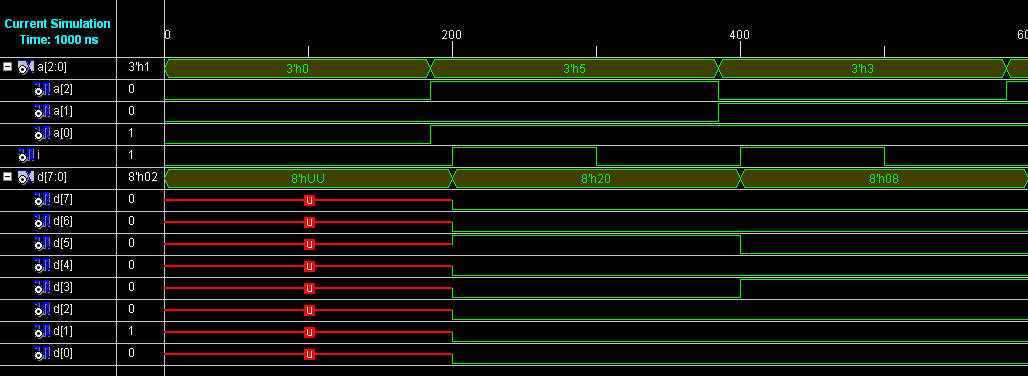 Current Simulation
Time: 1000 ns
0 200 400 60
a[2:0] 3'h1 3'h0 3'h5 3'h3
a[2] 0
a[1] 0
a[0] 1
i 1
d[7:0] 8'h02 8'hUU 8'h20 8'h08
d[7] 0 U
d[6] 0 U
d[5] 0 U
d[4] 0 U
d[3] 0 U
d[2] 0 U
d[1] 1 U
d[0] 0 U